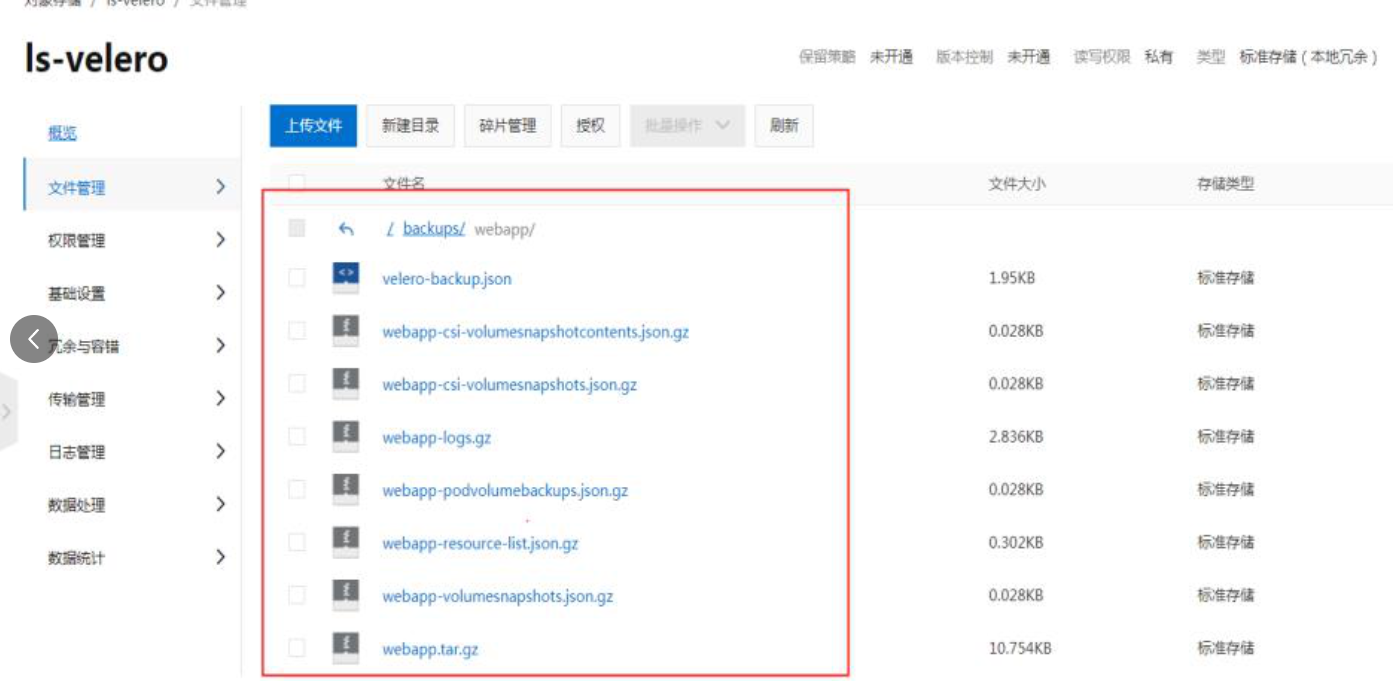 对象存储 / ls-velero / 文件管理
ls-velero
保留策略 未开通 版本控制 未开通 读写权限 私有 类型 标准存储 ( 本地冗余 )
概览
文件管理
权限管理
基础设置
冗余与容错
传输管理
日志管理
数据处理
数据统计
上传文件 新建目录 碎片管理 授权 批量操作 刷新
文件名 文件大小 存储类型
/ backups/ webapp/
velero-backup.json 1.95KB 标准存储
webapp-csi-volumesnapshotcontents.json.gz 0.028KB 标准存储
webapp-csi-volumesnapshots.json.gz 0.028KB 标准存储
webapp-logs.gz 2.836KB 标准存储
webapp-podvolumebackups.json.gz 0.028KB 标准存储
webapp-resource-list.json.gz 0.302KB 标准存储
webapp-volumesnapshots.json.gz 0.028KB 标准存储
webapp.tar.gz 10.754KB 标准存储